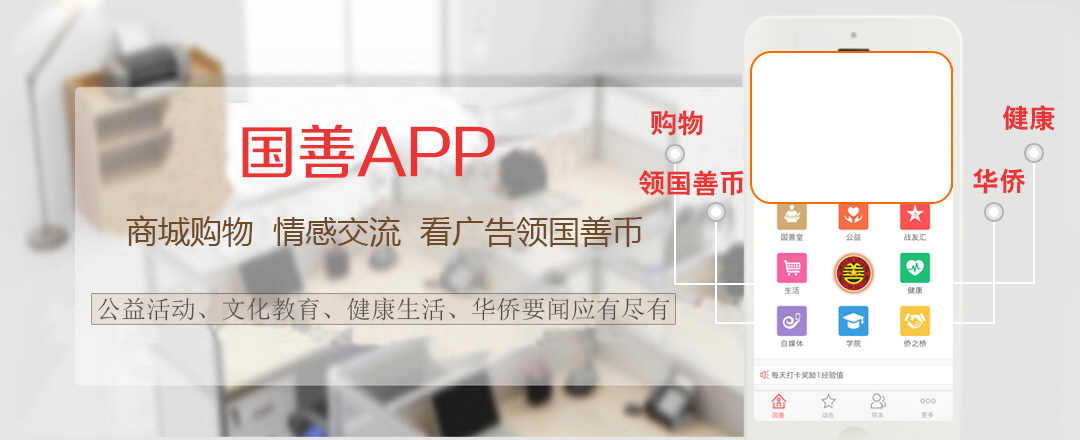 国善APP
商城购物 情感交流 看广告领国善币
公益活动、文化教育、健康生活、华侨要闻应有尽有
购物
领国善币
健康
华侨
国善堂 公益 战友汇
生活 健康
自媒体 学院 侨之桥
每天打卡奖励1经验值
国善 动态 朋友 更多